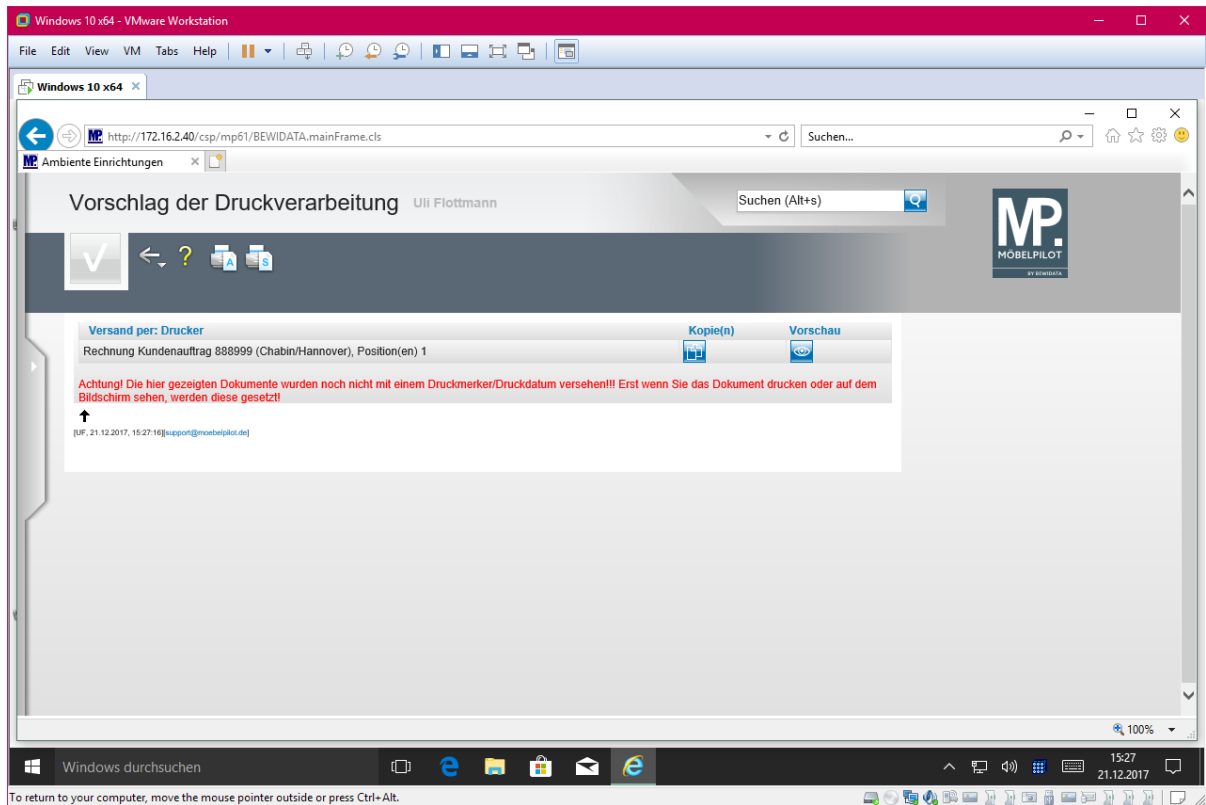 Windows 10 x64 - VMware Workstation
File Edit View VM Tabs Help
Windows 10 x64
http://172.16.2.40/csp/mp61/BEWIDATA.mainFrame.cls
Suchen...
MP. Ambiente Einrichtungen
Vorschlag der Druckverarbeitung Uli Flottmann
Suchen (Alt+s)
MP.
MÖBELPILOT
BY BEWIDATA
? A S
Versand per: Drucker Kopie(n) Vorschau
Rechnung Kundenauftrag 888999 (Chabin/Hannover), Position(en) 1
Achtung! Die hier gezeigten Dokumente wurden noch nicht mit einem Druckmerker/Druckdatum versehen!!! Erst wenn Sie das Dokument drucken oder auf dem
Bildschirm sehen, werden diese gesetzt!
[UF, 21.12.2017, 15:27:16][support@moebelpilot.de]
100%
Windows durchsuchen
15:27
21.12.2017
To return to your computer, move the mouse pointer outside or press Ctrl+Alt.